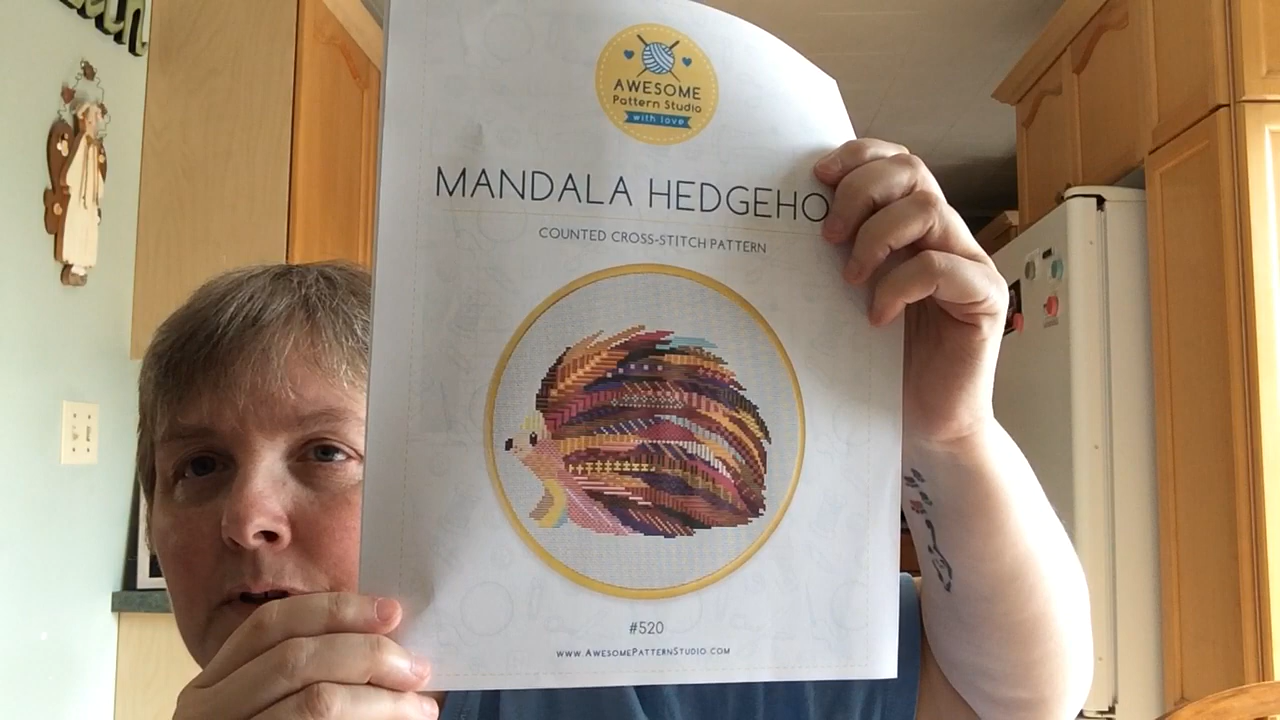 AWESOME
Pattern Studio
with love
MANDALA HEDGEHO
COUNTED CROSS-STITCH PATTERN
#520
WWW.AWESOMEPATTERNSTUDIO.COM